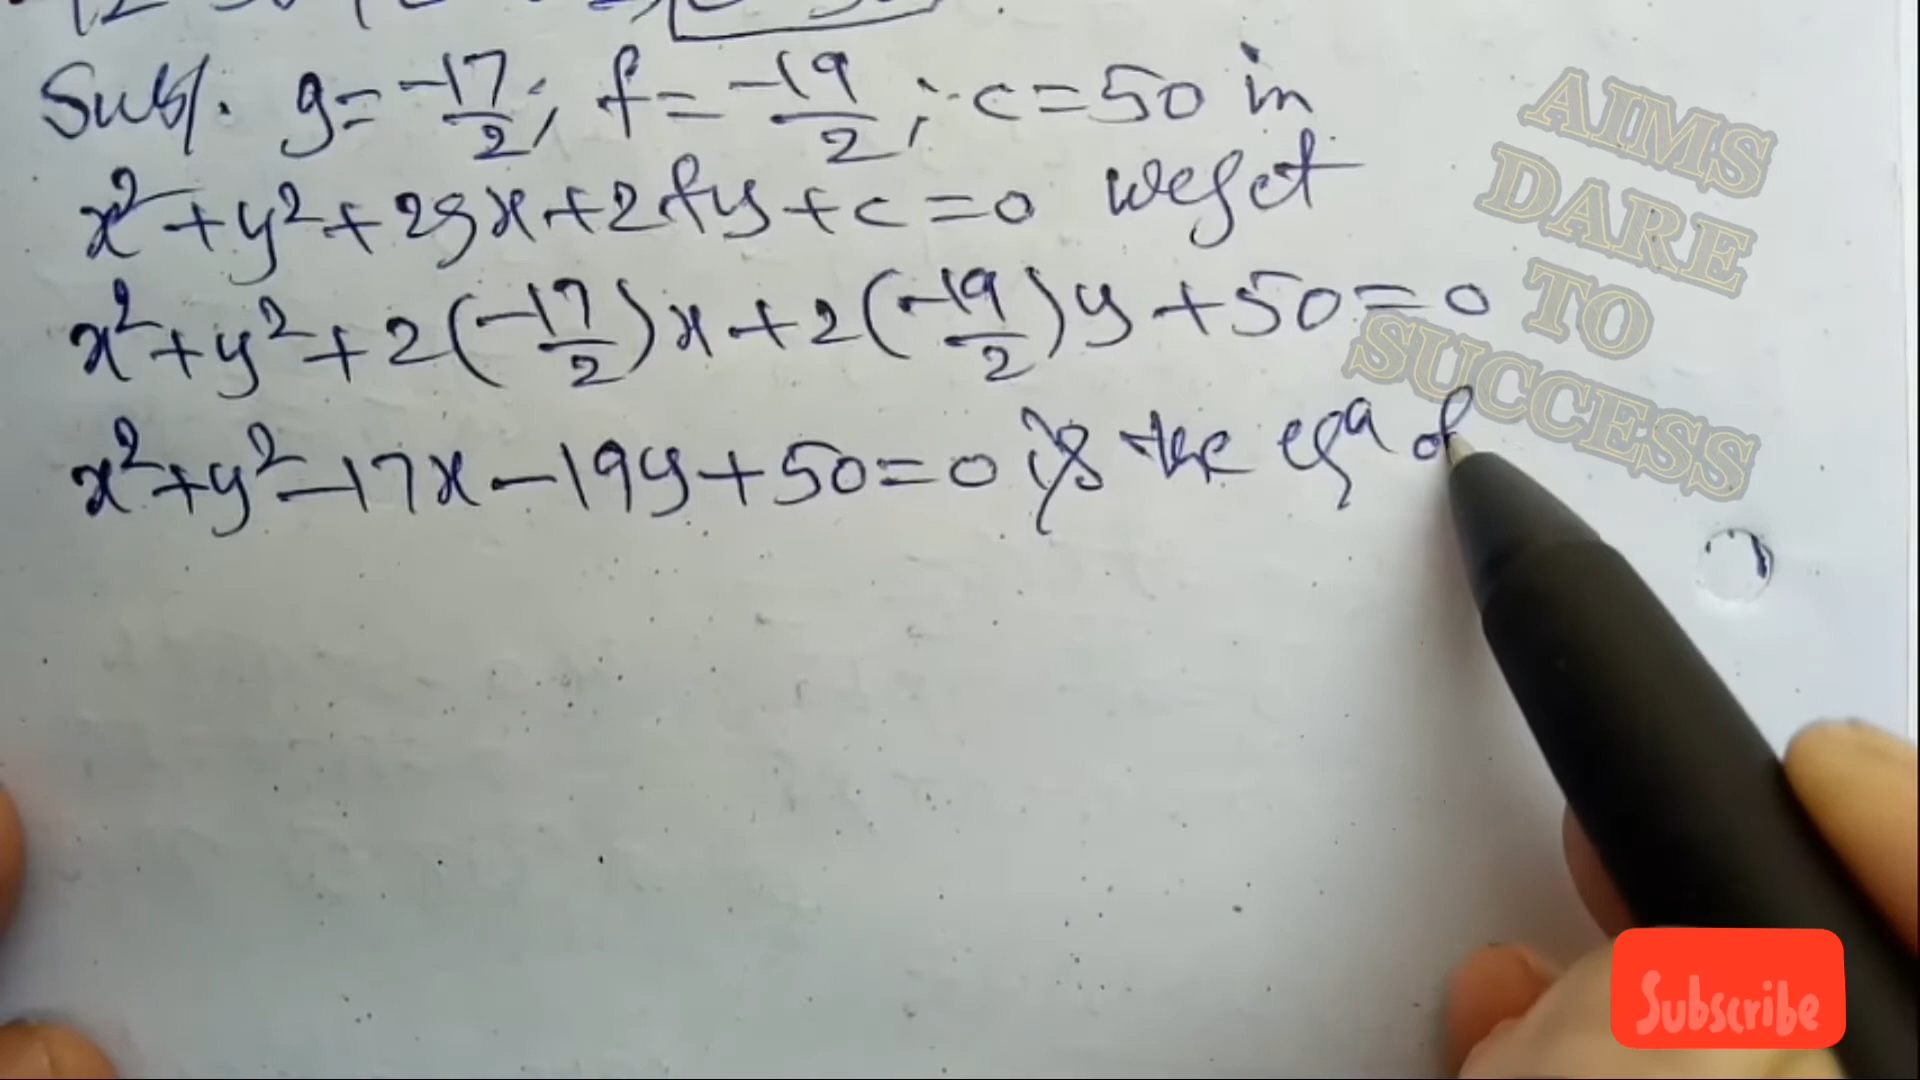 Sub/. g=-17/2; f=-19/2; c=50 in
x²+y²+2gx+2fy+c=0 we get
x²+y²+2(-17/2)x+2(-19/2)y+50=0
x²+y²-17x-19y+50=0 is the eqn of
AIMS
DARE
TO
SUCCESS
Subscribe